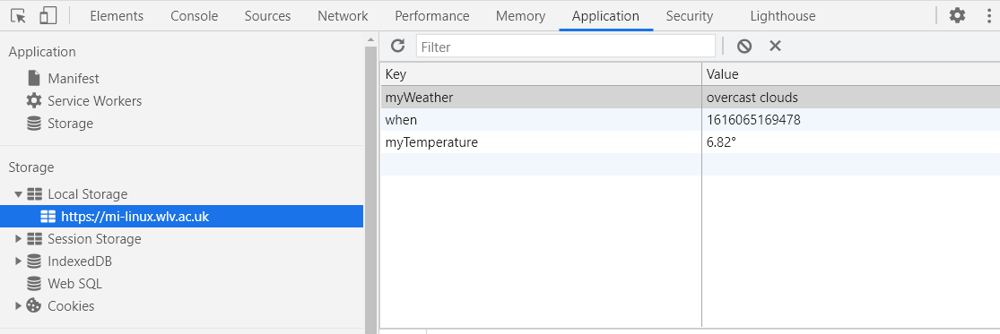 Elements Console Sources Network Performance Memory Application Security Lighthouse
Application
Manifest
Service Workers
Storage
Storage
Local Storage
https://mi-linux.wlv.ac.uk
Session Storage
IndexedDB
Web SQL
Cookies
Filter
Key Value
myWeather overcast clouds
when 1616065169478
myTemperature 6.82°